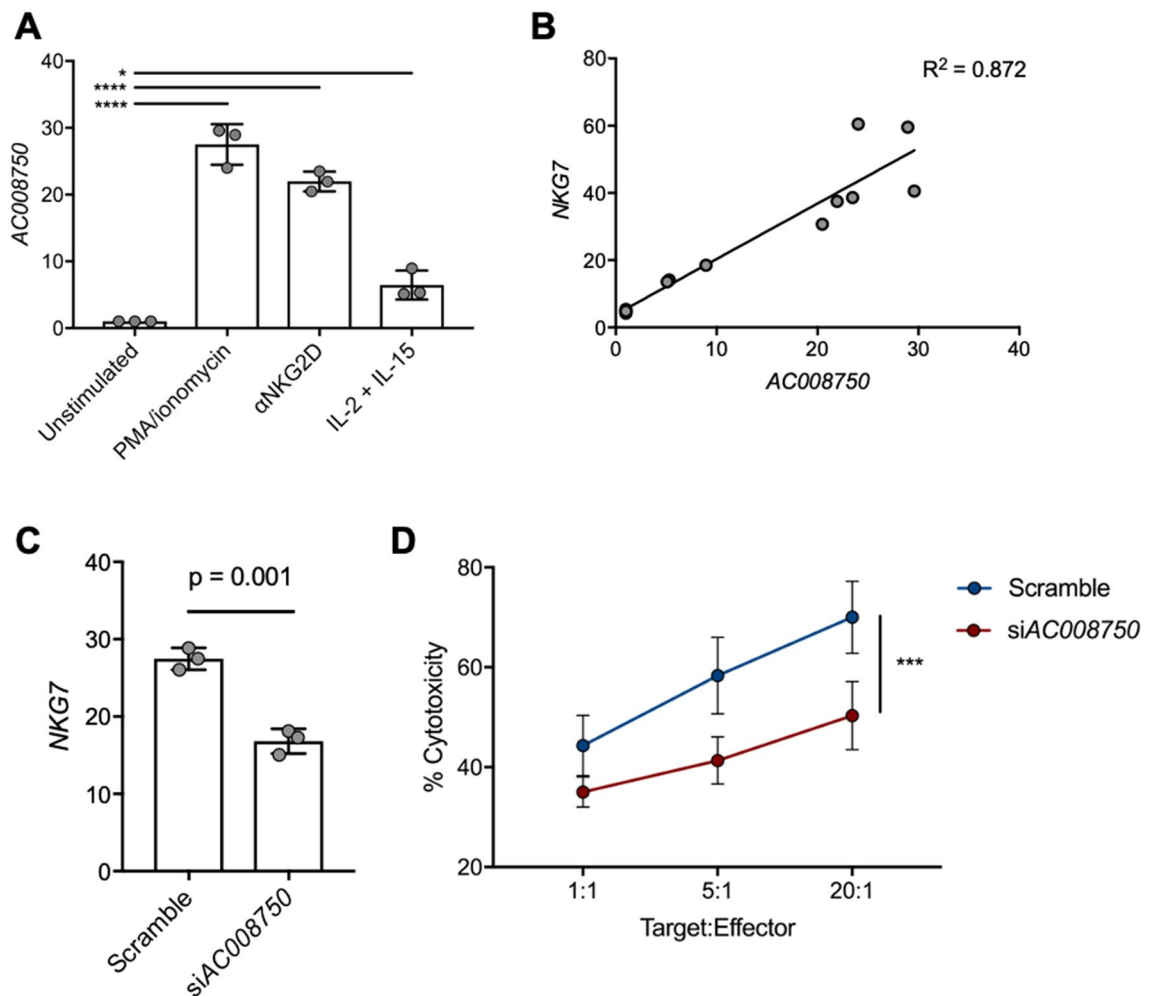 A
40
30
20
10
0
AC008750
*
****
****
Unstimulated
PMA/ionomycin
αNKG2D
IL-2 + IL-15
B
80
60
40
20
0
NKG7
R² = 0.872
0 10 20 30 40
AC008750
C
40
30
20
10
0
NKG7
p = 0.001
Scramble
siAC008750
D
80
60
40
20
% Cytotoxicity
1:1 5:1 20:1
Target:Effector
Scramble
siAC008750
***